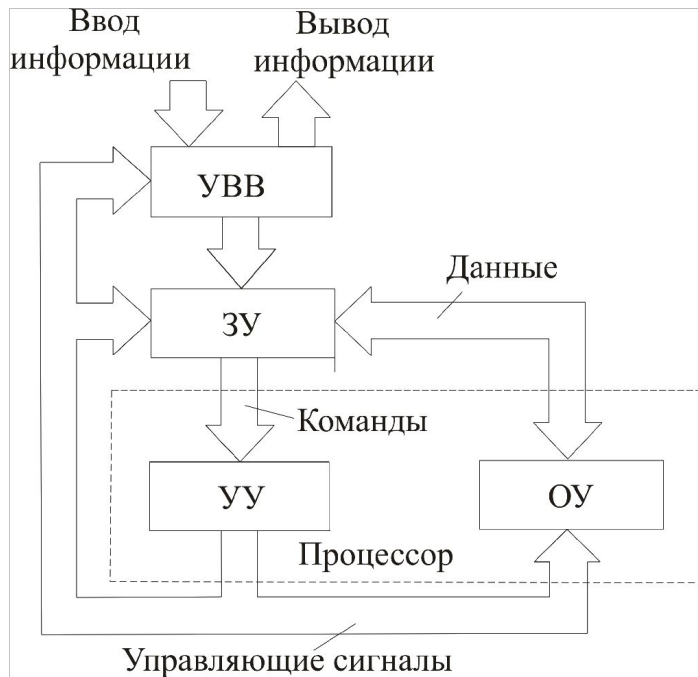 Ввод
информации
Вывод
информации
УВВ
Данные
ЗУ
Команды
УУ
ОУ
Процессор
Управляющие сигналы